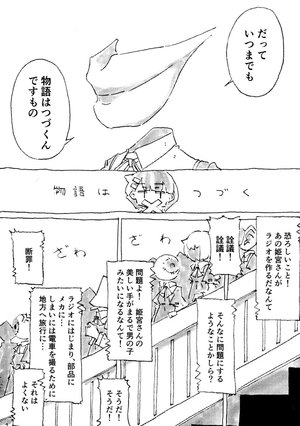 だって
いつまでも
物語はつづくん
ですもの
物語は
つづく
恐ろしいこと!
あの姫宮さんが
ラジオを作るだなんて
詮議!
詮議!
そんなに問題にする
ようなことかしら?
ざわ
ざわ
問題よ!姫宮さんの
美しい手がまるで男の子
みたいになるなんて!
断罪!
ラジオにはじまり、部品に
メカに…
しまいには電車を撮るために
地方へ旅行に…
そうだ!
そうだ!
それは
よくない